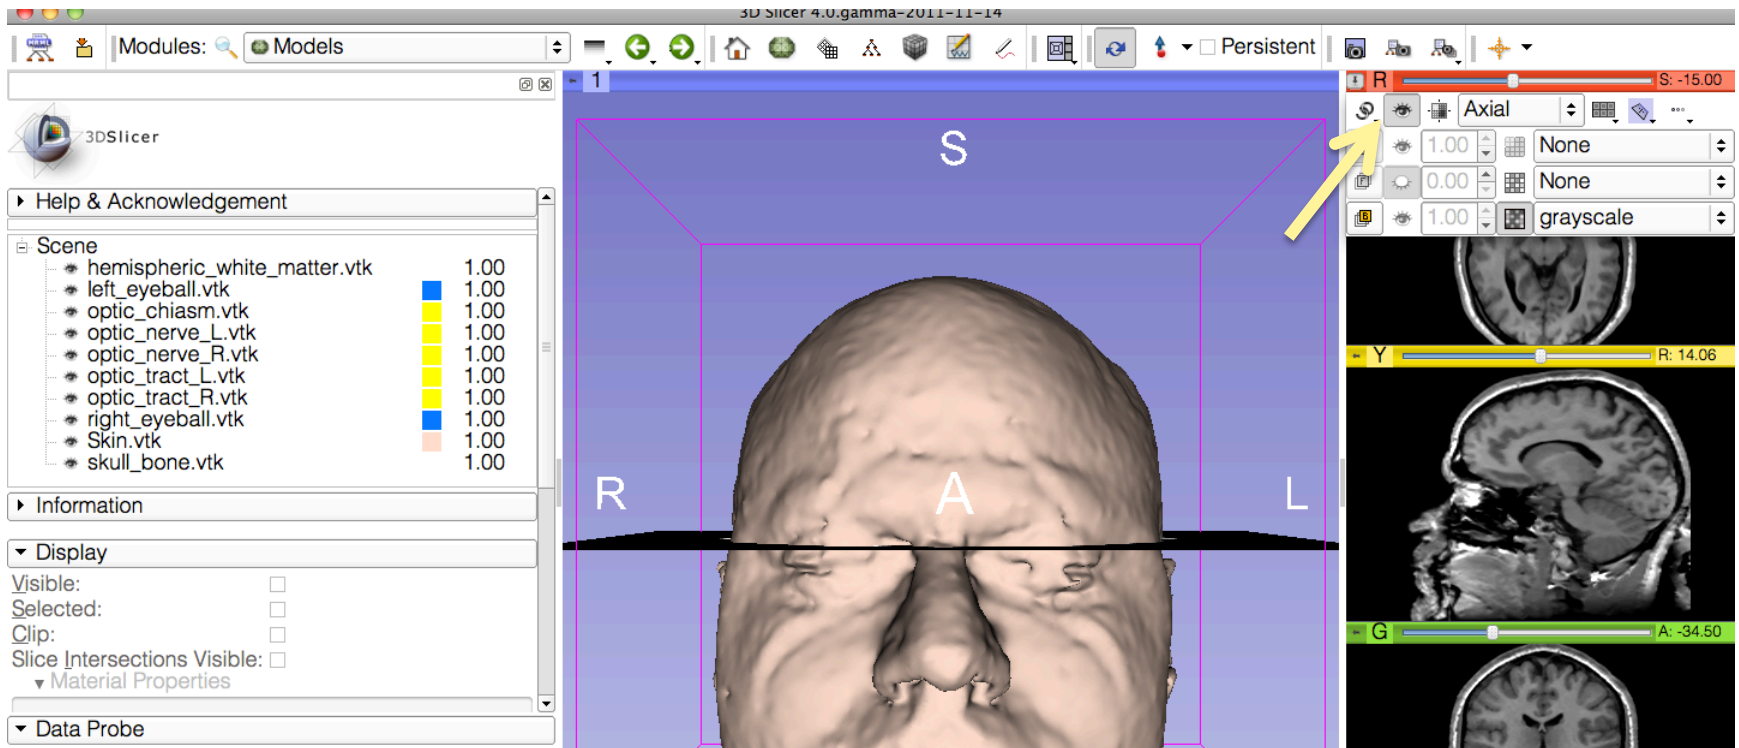 3D Slicer 4.0.gamma-2011-11-14
MRML
Modules: Models
Persistent
3DSlicer
Help & Acknowledgement
Scene
hemispheric_white_matter.vtk 1.00
left_eyeball.vtk 1.00
optic_chiasm.vtk 1.00
optic_nerve_L.vtk 1.00
optic_nerve_R.vtk 1.00
optic_tract_L.vtk 1.00
optic_tract_R.vtk 1.00
right_eyeball.vtk 1.00
Skin.vtk 1.00
skull_bone.vtk 1.00
Information
Display
Visible:
Selected:
Clip:
Slice Intersections Visible:
Material Properties
Data Probe
1
S
R
A
L
R S: -15.00
Axial
1.00 None
F 0.00 None
B 1.00 grayscale
Y R: 14.06
G A: -34.50